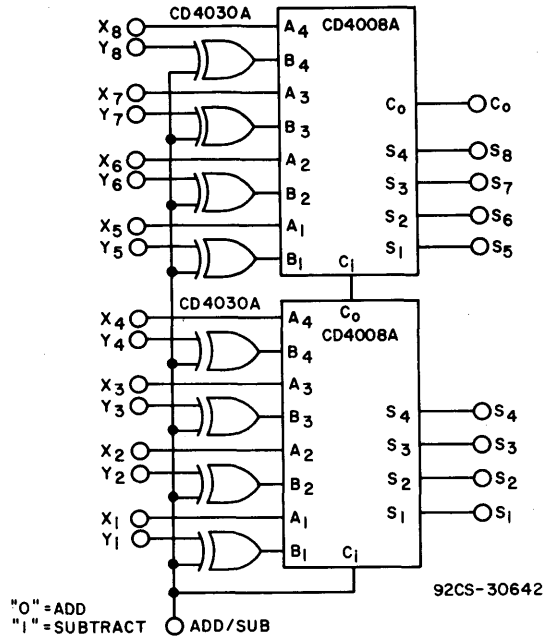 CD4030A
X8 A4 CD4008A
Y8 B4
X7 A3
Y7 B3 Co Co
X6 A2 S4 S8
Y6 B2 S3 S7
X5 A1 S2 S6
Y5 B1 Ci S1 S5
CD4030A Co
X4 A4 CD4008A
Y4 B4
X3 A3
Y3 B3 S4 S4
X2 A2 S3 S3
Y2 B2 S2 S2
X1 A1 S1 S1
Y1 B1 Ci
92CS-30642
"0" = ADD
"1" = SUBTRACT ADD/SUB